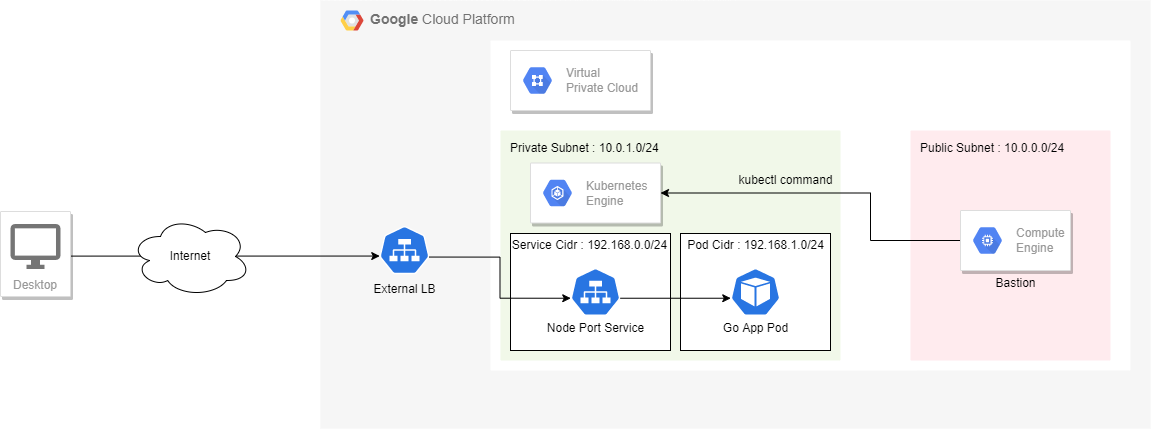 Google Cloud Platform
Virtual
Private Cloud
Private Subnet : 10.0.1.0/24
Public Subnet : 10.0.0.0/24
kubectl command
Kubernetes
Engine
Compute
Engine
Bastion
Service Cidr : 192.168.0.0/24
Pod Cidr : 192.168.1.0/24
Desktop
Internet
External LB
Node Port Service
Go App Pod